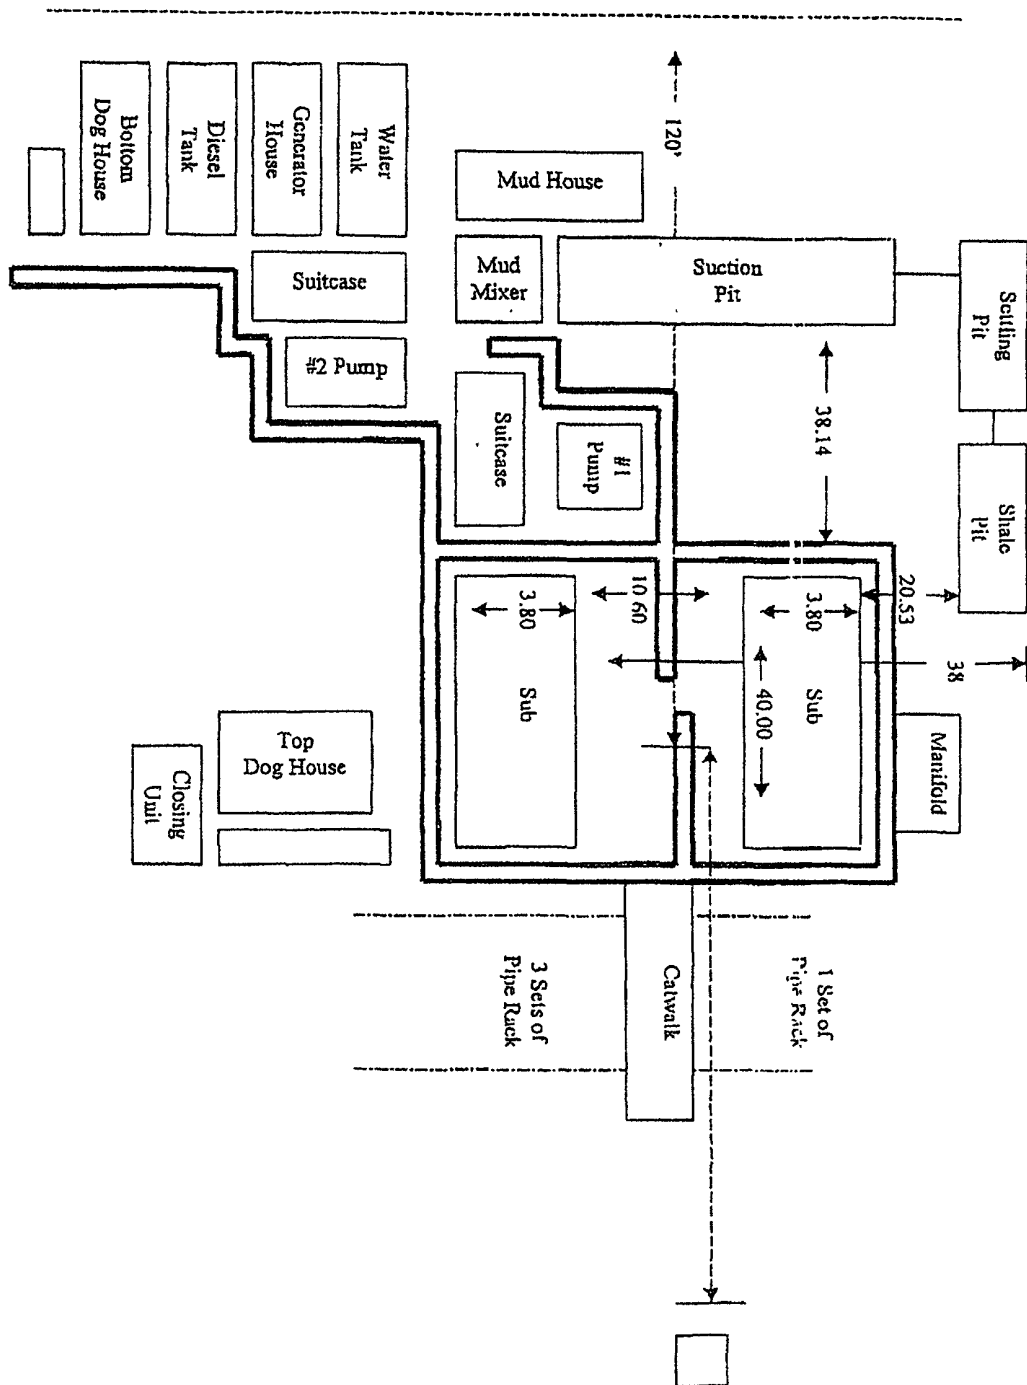 Bottom
Dog House
Diesel
Tank
Generator
House
Water
Tank
Mud House
120'
Suitcase
Mud
Mixer
Suction
Pit
Settling
Pit
#2 Pump
Suitcase
#1
Pump
38.14
Shale
Pit
3.80
10.60
3.80
20.53
38
Sub
40.00
Sub
Manifold
Top
Dog House
Closing
Unit
3 Sets of
Pipe Rack
Catwalk
1 Set of
Pipe Rack